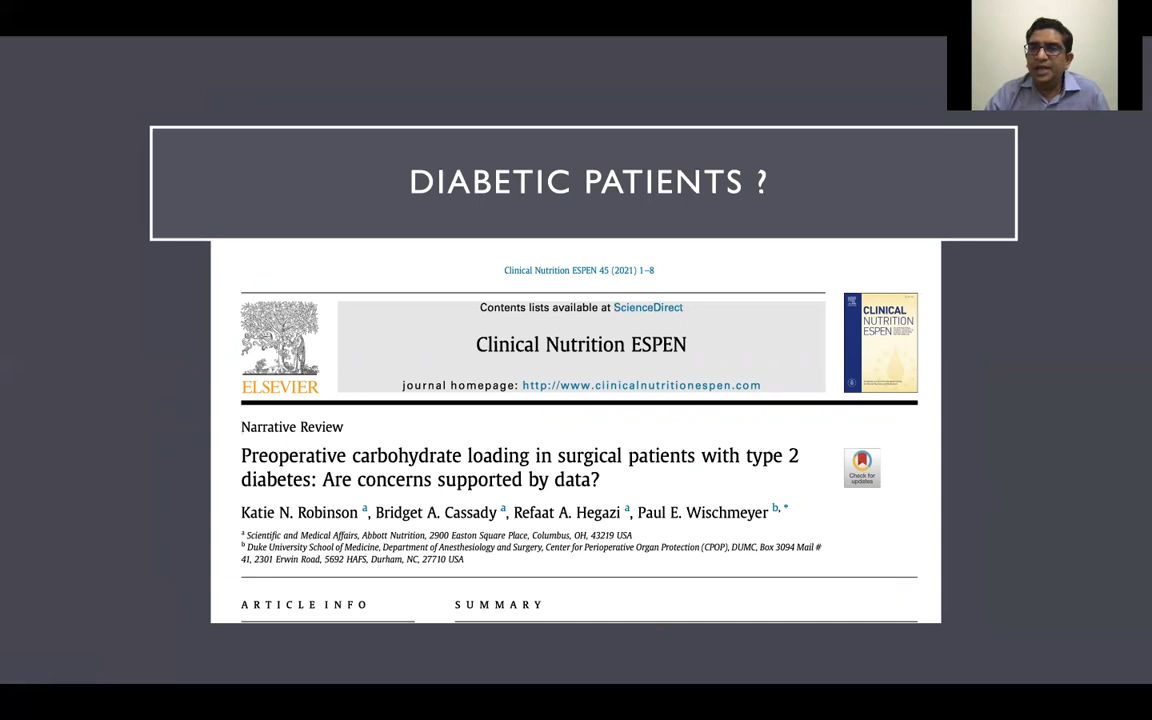 DIABETIC PATIENTS ?
Clinical Nutrition ESPEN 45 (2021) 1–8
Contents lists available at ScienceDirect
Clinical Nutrition ESPEN
journal homepage: http://www.clinicalnutritionespen.com
ELSEVIER
CLINICAL
NUTRITION
ESPEN
Narrative Review
Preoperative carbohydrate loading in surgical patients with type 2
diabetes: Are concerns supported by data?
Check for
updates
Katie N. Robinson a, Bridget A. Cassady a, Refaat A. Hegazi a, Paul E. Wischmeyer b, *
a Scientific and Medical Affairs, Abbott Nutrition, 2900 Easton Square Place, Columbus, OH, 43219 USA
b Duke University School of Medicine, Department of Anesthesiology and Surgery, Center for Perioperative Organ Protection (CPOP), DUMC, Box 3094 Mail #
41, 2301 Erwin Road, 5692 HAFS, Durham, NC, 27710 USA
ARTICLE INFO
SUMMARY